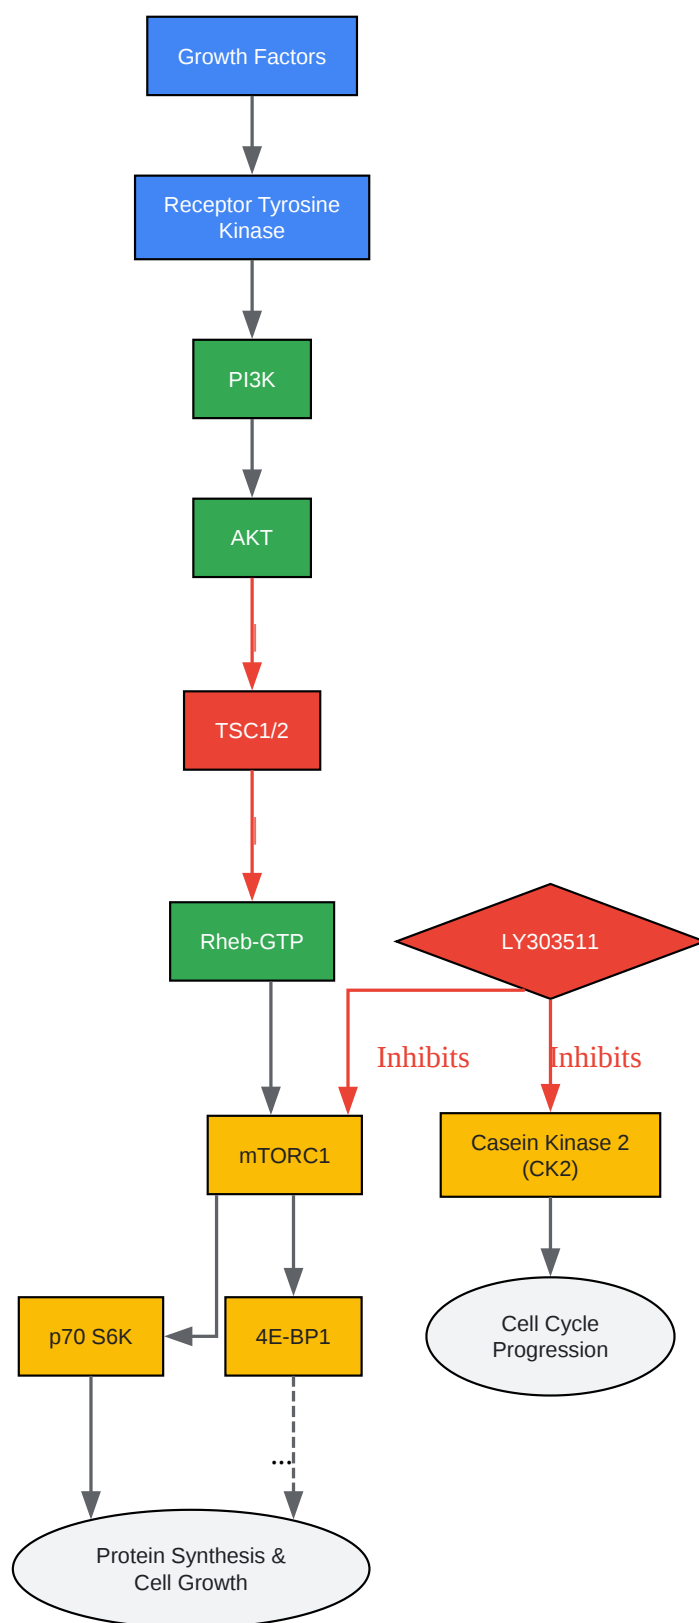 Growth Factors
Receptor Tyrosine
Kinase
PI3K
AKT
|
TSC1/2
|
Rheb-GTP
LY303511
Inhibits
Inhibits
mTORC1
Casein Kinase 2
(CK2)
p70 S6K
4E-BP1
Cell Cycle
Progression
...
Protein Synthesis &
Cell Growth